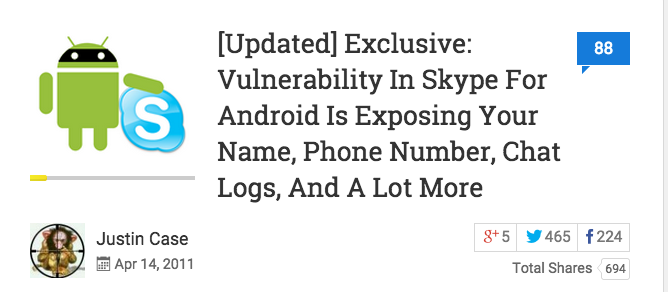 [Updated] Exclusive:
Vulnerability In Skype For
Android Is Exposing Your
Name, Phone Number, Chat
Logs, And A Lot More
88
S
Justin Case
Apr 14, 2011
g+ 5
465
f 224
Total Shares 694